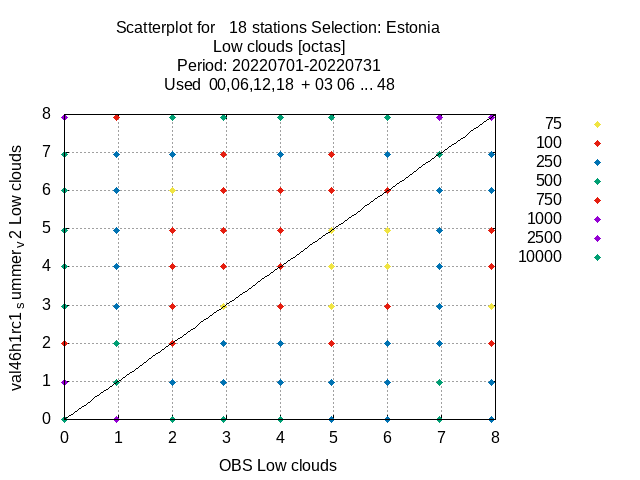 Scatterplot for   18 stations Selection: Estonia
Low clouds [octas]
Period: 20220701-20220731
Used  00,06,12,18  + 03 06 ... 48
val46h1rc1 summerv2 Low clouds
8
7
6
5
4
3
2
1
0
0 1 2 3 4 5 6 7 8
OBS Low clouds
75
100
250
500
750
1000
2500
10000